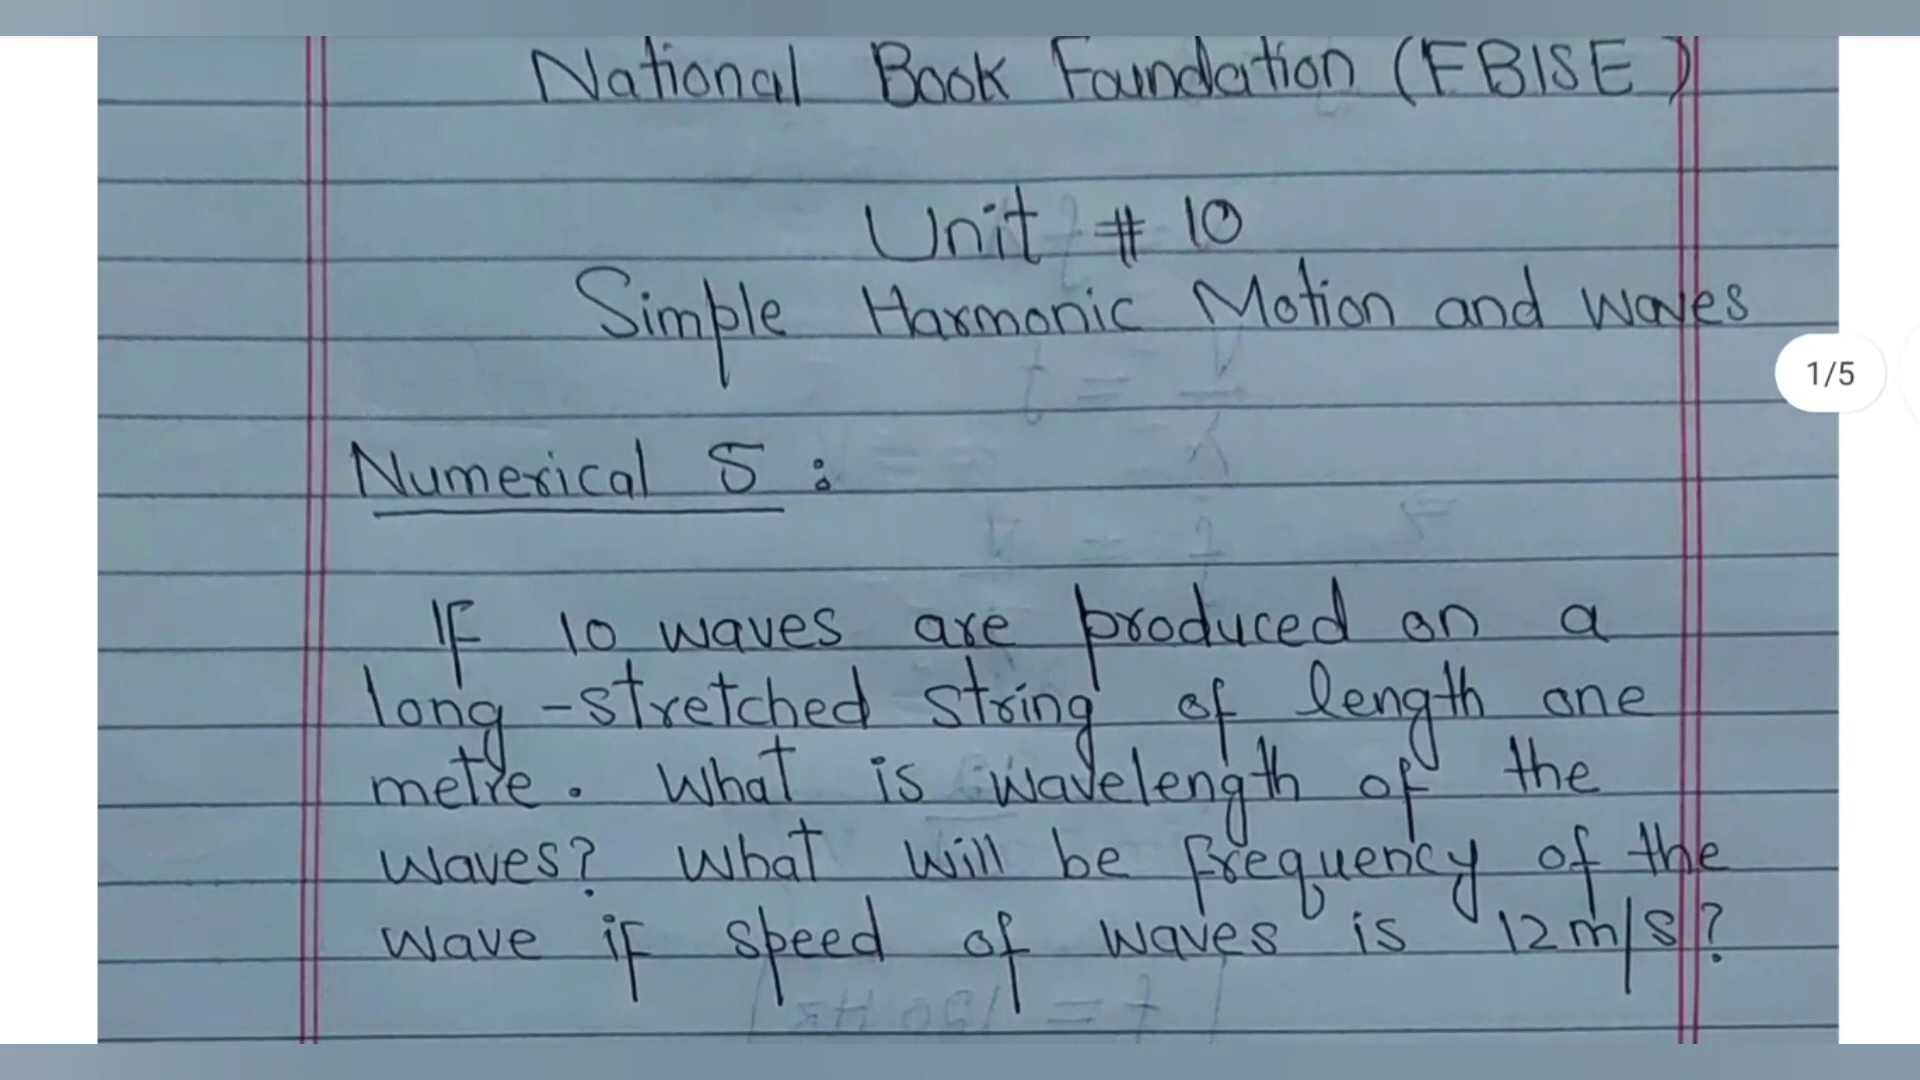 National Book Foundation (FBISE)
Unit # 10
Simple Harmonic Motion and waves
1/5
Numerical 5:
If 10 waves are produced on a
long-stretched string of length one
metre. What is wavelength of the
waves? What will be frequency of the
wave if speed of waves is 12 m/s?